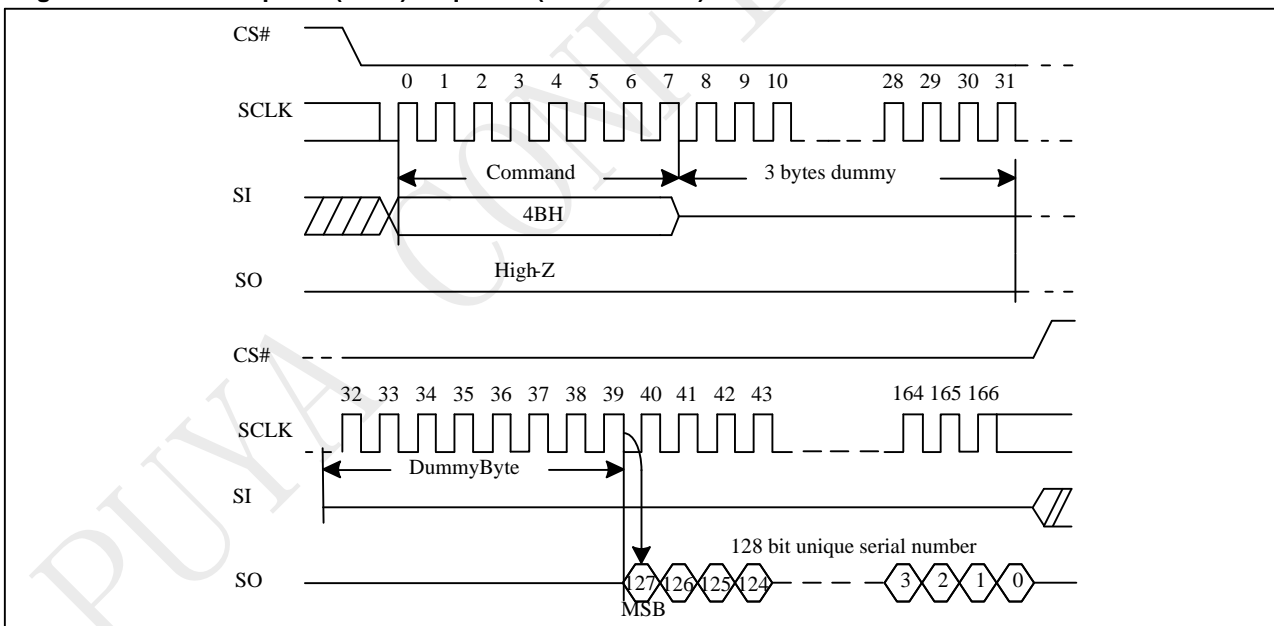 CS#
0 1 2 3 4 5 6 7 8 9 10 28 29 30 31
SCLK
Command 3 bytes dummy
SI
4BH
High-Z
SO
CS#
32 33 34 35 36 37 38 39 40 41 42 43 164 165 166
SCLK
DummyByte
SI
128 bit unique serial number
SO 127 126 125 124 3 2 1 0
MSB
PUYA CONF